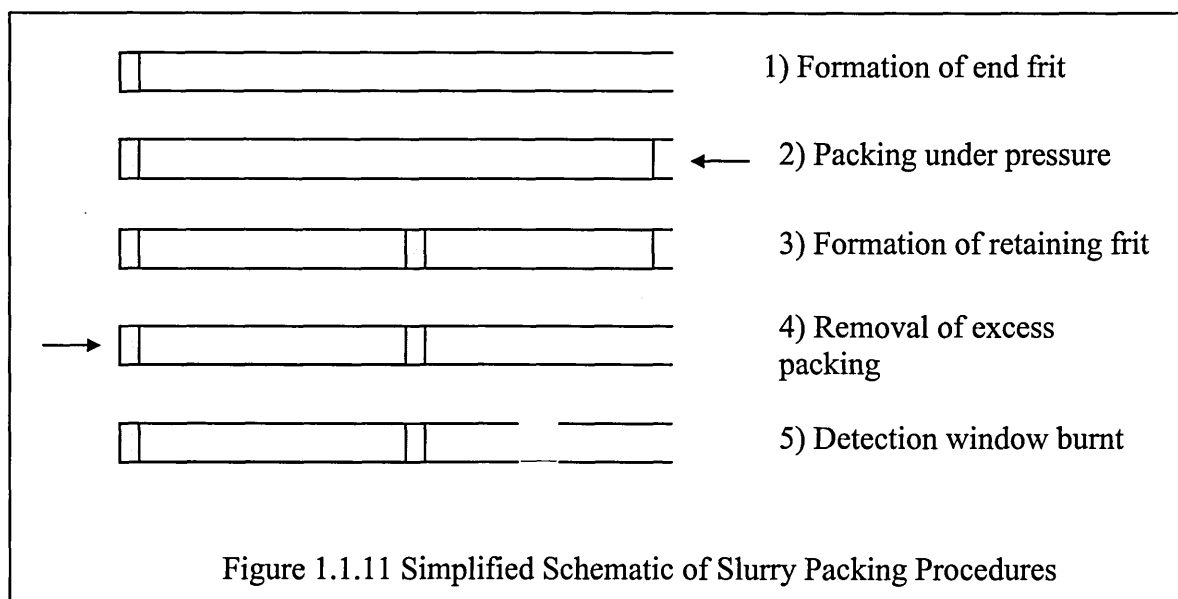 1) Formation of end frit
2) Packing under pressure
3) Formation of retaining frit
4) Removal of excess
packing
5) Detection window burnt
Figure 1.1.11 Simplified Schematic of Slurry Packing Procedures